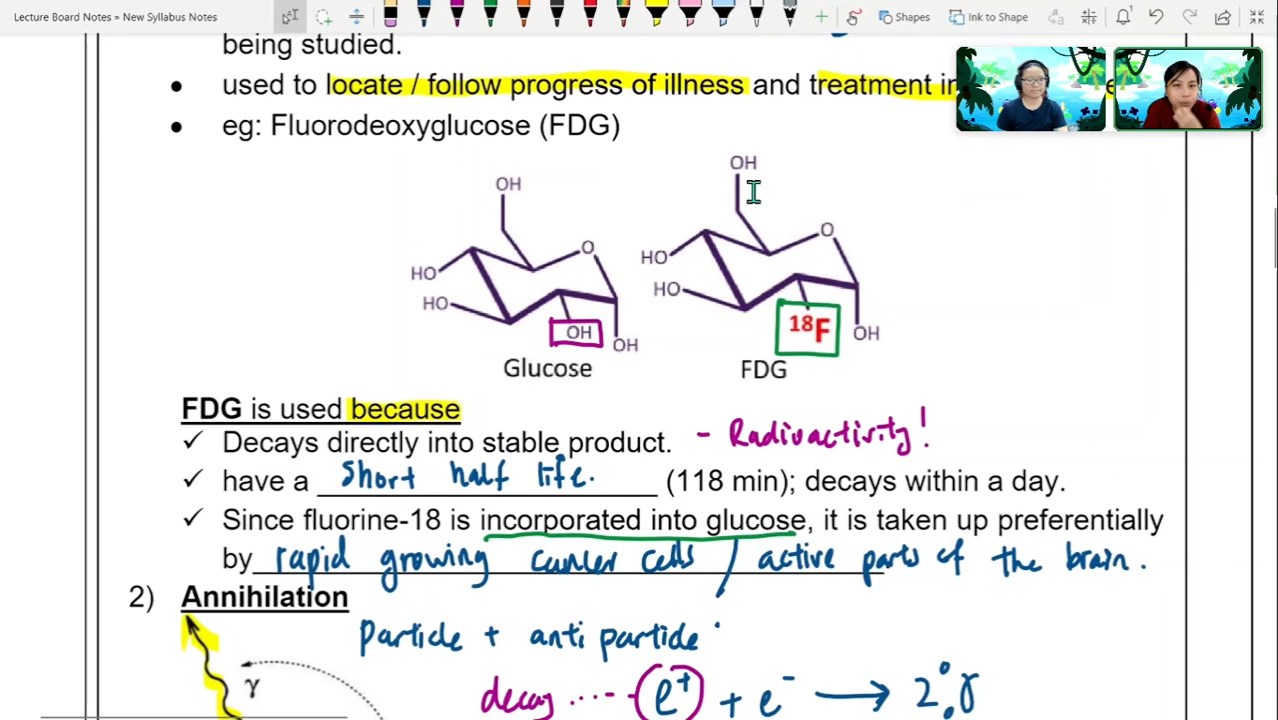 Lecture Board Notes » New Syllabus Notes
Shapes
Ink to Shape
being studied.
• used to locate / follow progress of illness and treatment in
• eg: Fluorodeoxyglucose (FDG)
OH
OH
O
O
HO
HO
HO
HO
OH
OH
18F
OH
Glucose
FDG
FDG is used because
✓ Decays directly into stable product. - Radioactivity!
✓ have a short half life. (118 min); decays within a day.
✓ Since fluorine-18 is incorporated into glucose, it is taken up preferentially
by rapid growing cancer cells / active parts of the brain.
2) Annihilation
Particle + anti particle
γ
decay .... e+ + e- → 2 0 0 γ